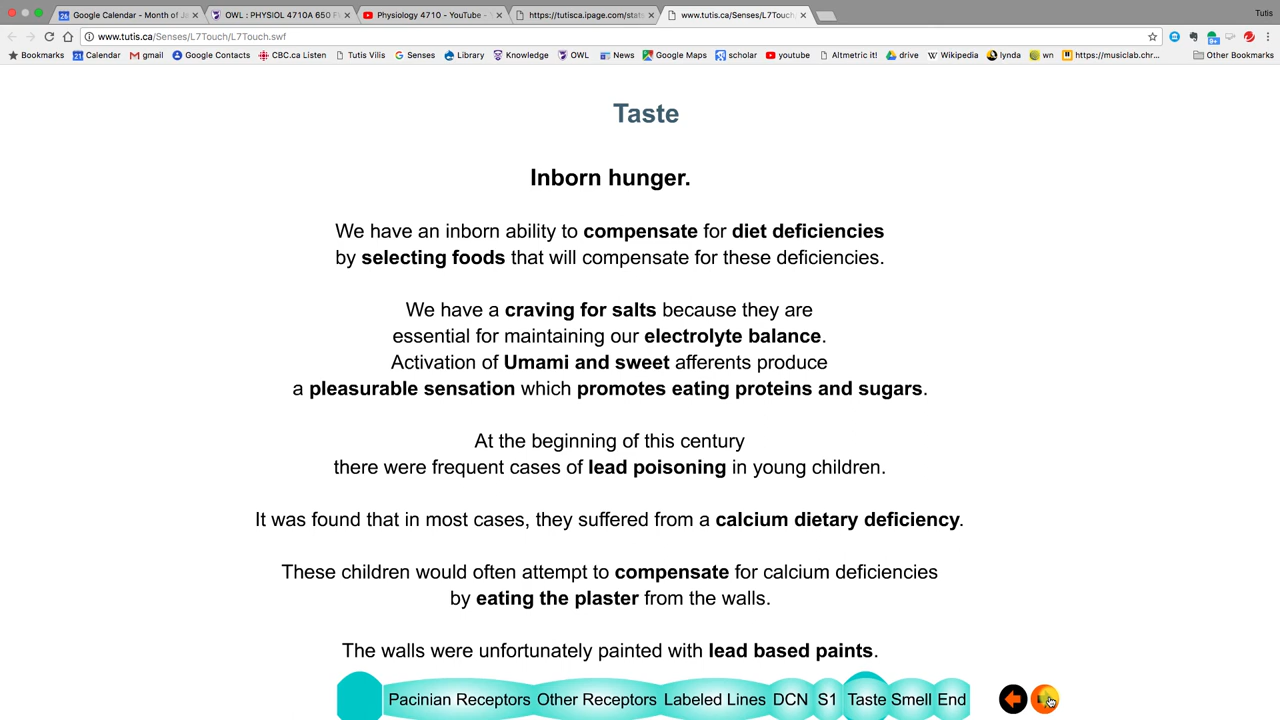 Google Calendar - Month of Ja
OWL : PHYSIOL 4710A 650 F
Physiology 4710 - YouTube -
https://tutisca.ipage.com/stats
www.tutis.ca/Senses/L7Touch/
Tutis
www.tutis.ca/Senses/L7Touch/L7Touch.swf
Bookmarks
21 Calendar
gmail
Google Contacts
CBC.ca Listen
Tutis Vilis
Senses
Library
Knowledge
OWL
News
Google Maps
scholar
youtube
Altmetric it!
drive
Wikipedia
lynda
wn
https://musiclab.chr...
Other Bookmarks
Taste
Inborn hunger.
We have an inborn ability to compensate for diet deficiencies
by selecting foods that will compensate for these deficiencies.
We have a craving for salts because they are
essential for maintaining our electrolyte balance.
Activation of Umami and sweet afferents produce
a pleasurable sensation which promotes eating proteins and sugars.
At the beginning of this century
there were frequent cases of lead poisoning in young children.
It was found that in most cases, they suffered from a calcium dietary deficiency.
These children would often attempt to compensate for calcium deficiencies
by eating the plaster from the walls.
The walls were unfortunately painted with lead based paints.
Pacinian Receptors Other Receptors Labeled Lines DCN S1 Taste Smell End